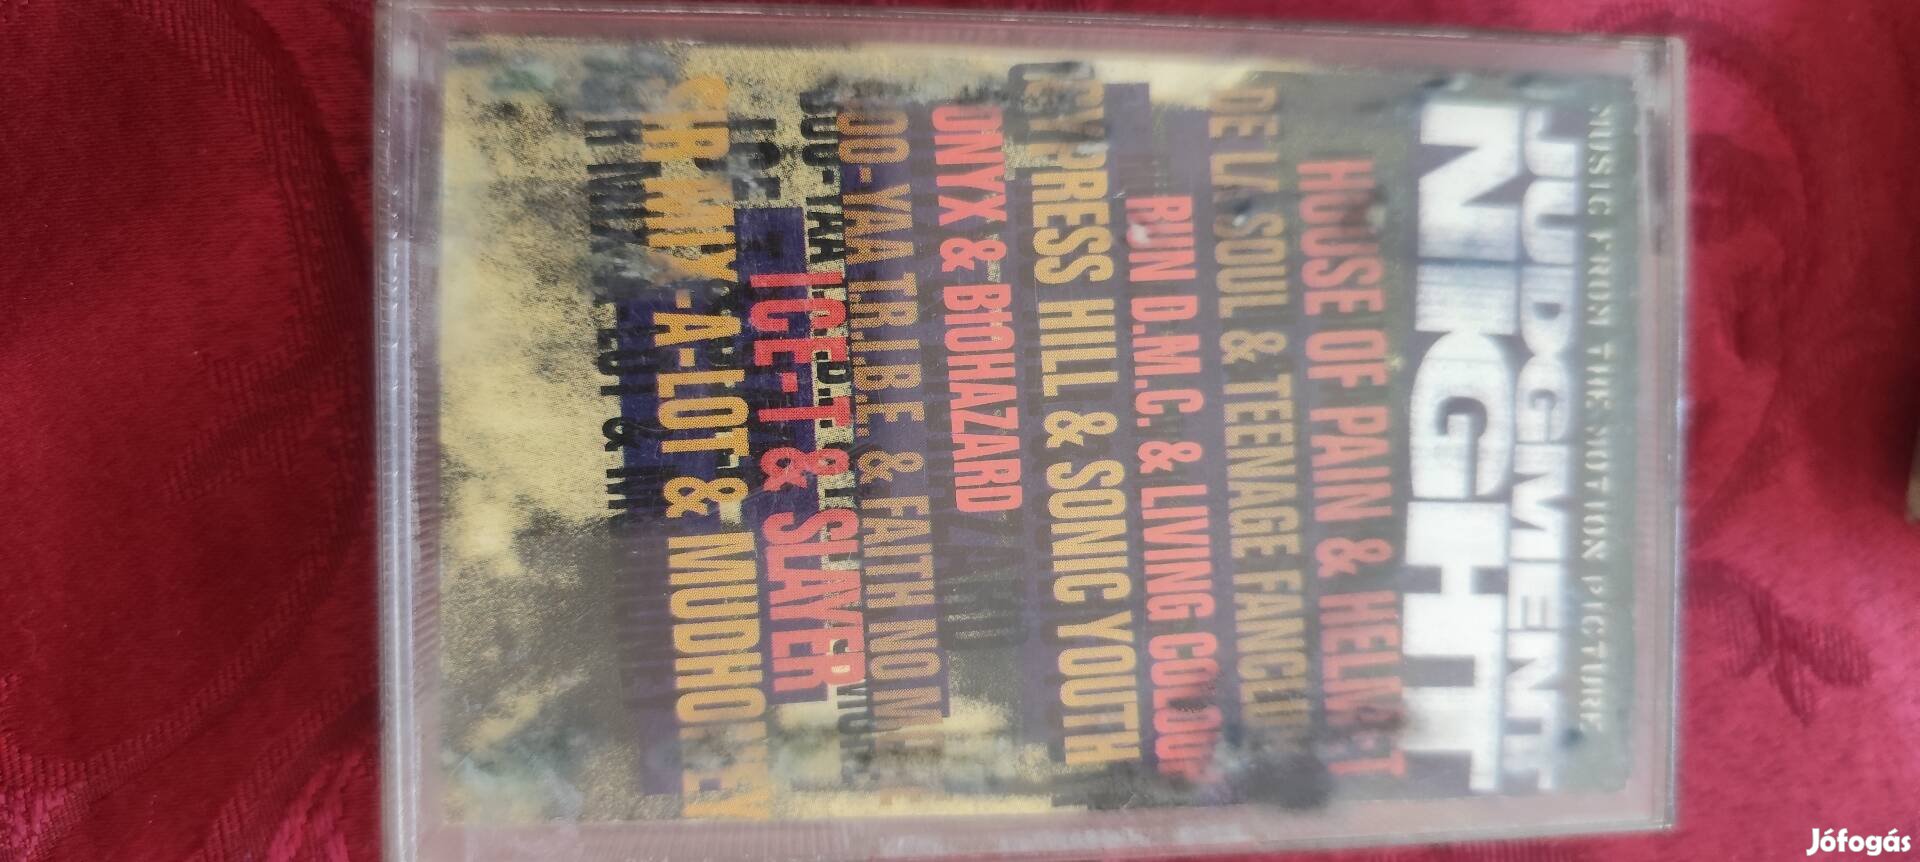 MUSIC FROM THE MOTION PICTURE
JUDGMENT
NIGHT
HOUSE OF PAIN & HELMET
DE LA SOUL & TEENAGE FANCLUB
RUN D.M.C. & LIVING COLOUR
CYPRESS HILL & SONIC YOUTH
ONYX & BIOHAZARD
BOO-YAA T.R.I.B.E. & FAITH NO MORE
ICE-T & SLAYER
SIR MIX-A-LOT & MUDHONEY
Jófogás